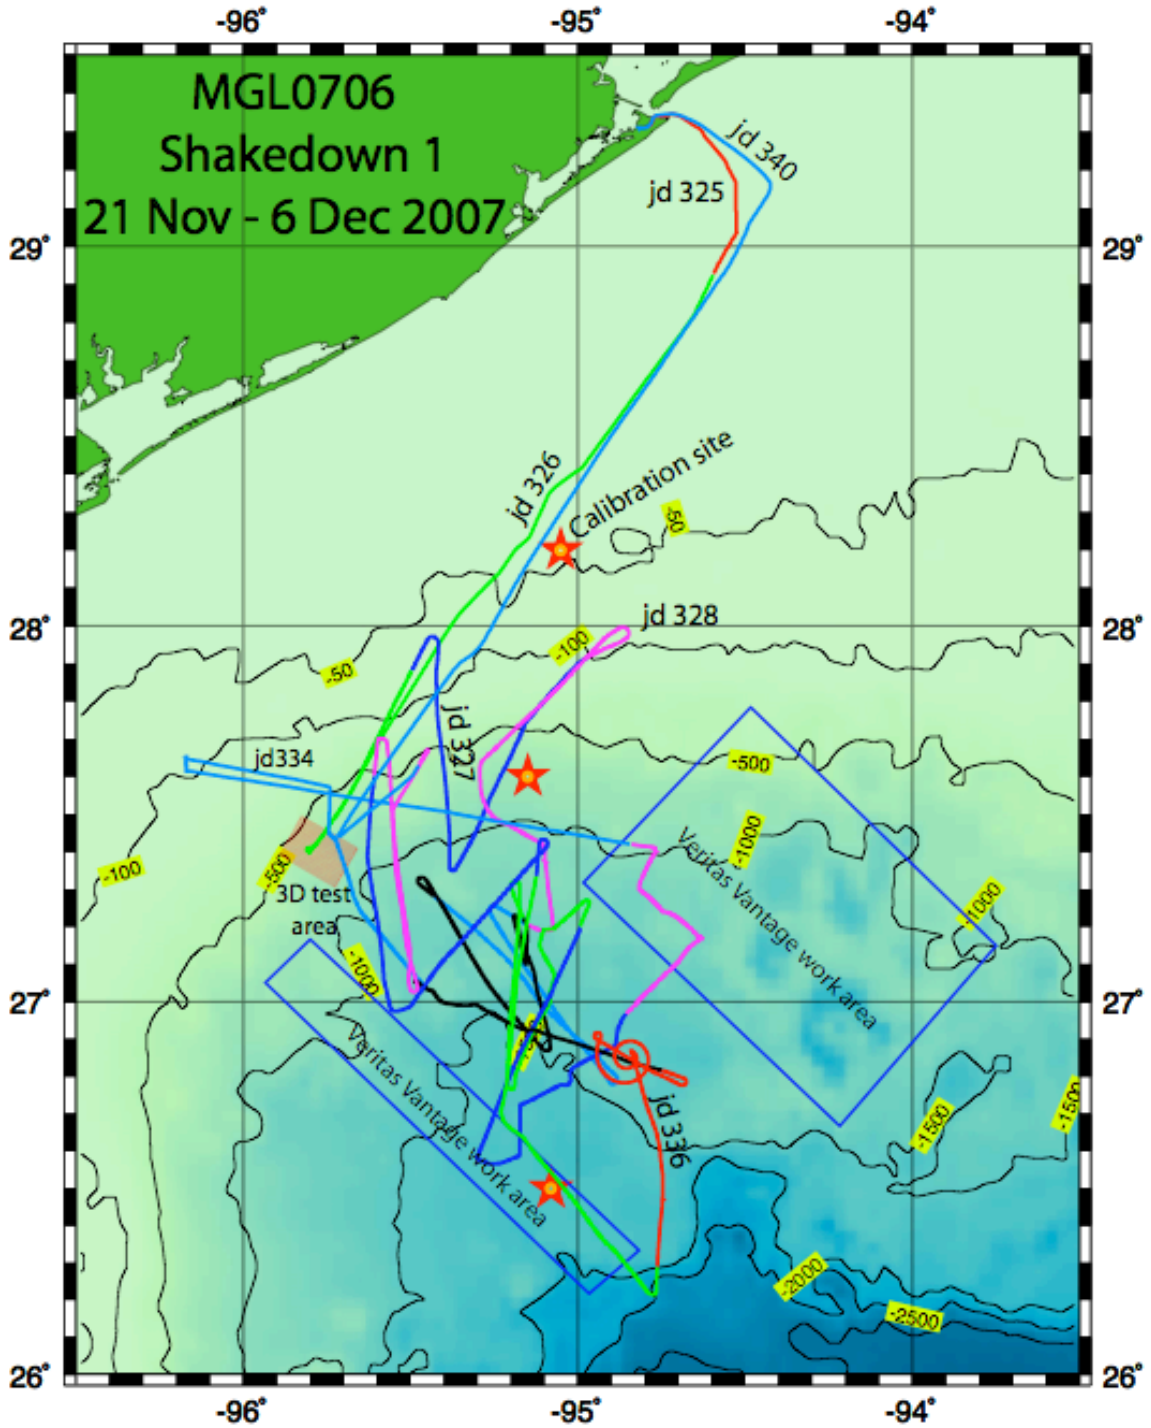 -96°
-95°
-94°
MGL0706
Shakedown 1
21 Nov - 6 Dec 2007
jd 340
jd 325
29°
29°
jd 326
Calibration site
-50
28°
jd 328
28°
-100
-50
jd 327
jd334
-500
-1000
-100
-500
3D test
area
Veritas Vantage work area
-1000
-1000
27°
27°
Veritas Vantage work area
jd 336
-1500
-1500
-2000
-2500
26°
26°
-96°
-95°
-94°